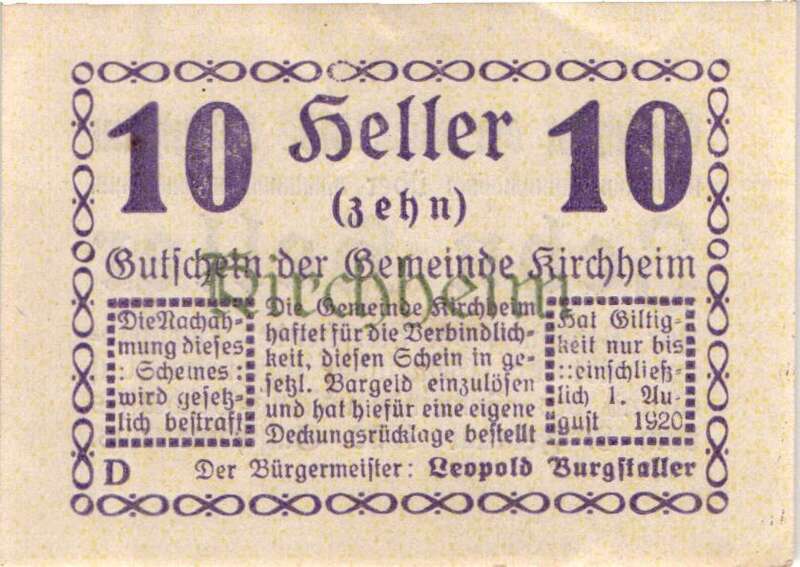 10 Heller 10
(zehn)
Gutschein der Gemeinde Kirchheim
Kirchheim
Die Nachah-
mung dieses
: Scheines :
wird gesetz-
lich bestraft
Die Gemeinde Kirchheim
haftet für die Verbindlich-
keit, diesen Schein in ge-
setzl. Bargeld einzulösen
und hat hiefür eine eigene
Deckungsrücklage bestellt
Hat Giltig-
keit nur bis
::einschließ-
lich 1. Au-
gust 1920
D Der Bürgermeister: Leopold Burgstaller